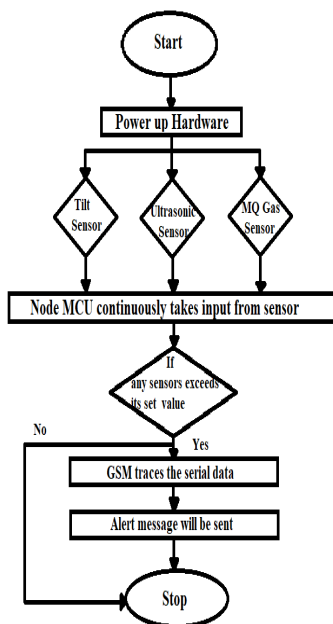 Start
Power up Hardware
Tilt
Sensor
Ultrasonic
Sensor
MQ Gas
Sensor
Node MCU continuously takes input from sensor
If
any sensors exceeds
its set value
No
Yes
GSM traces the serial data
Alert message will be sent
Stop